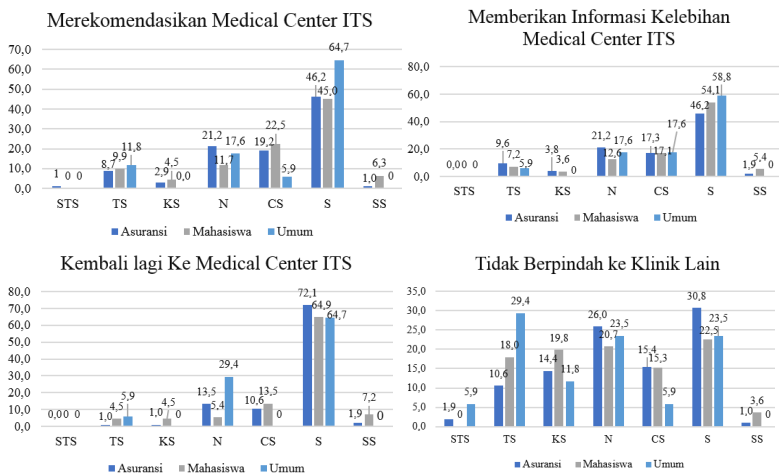 Merekomendasikan Medical Center ITS
70,0
60,0
50,0
40,0
30,0
20,0
10,0
0,0
1 0 0
8,7 9,9 11,8
2,9 4,5 0,0
21,2 11,7 17,6
19,2 22,5 5,9
46,2 45,0 64,7
1,0 6,3 0
STS TS KS N CS S SS
Asuransi Mahasiswa Umum
Memberikan Informasi Kelebihan
Medical Center ITS
80,0
60,0
40,0
20,0
0,0
0,0 0 0
9,6 7,2 5,9
3,8 3,6 0
21,2 12,6 17,6
17,3 17,1 17,6
46,2 54,1 58,8
1,9 5,4 0
STS TS KS N CS S SS
Asuransi Mahasiswa Umum
Kembali lagi Ke Medical Center ITS
80,0
70,0
60,0
50,0
40,0
30,0
20,0
10,0
0,0
0,0 0 0
1,0 4,5 5,9
1,0 4,5 0
13,5 5,4 29,4
10,6 13,5 0
72,1 64,9 64,7
1,9 7,2 0
STS TS KS N CS S SS
Asuransi Mahasiswa Umum
Tidak Berpindah ke Klinik Lain
35,0
30,0
25,0
20,0
15,0
10,0
5,0
0,0
1,9 0 5,9
10,6 18,0 29,4
14,4 19,8 11,8
26,0 20,7 23,5
15,4 15,3 5,9
30,8 22,5 23,5
1,0 3,6 0
STS TS KS N CS S SS
Asuransi Mahasiswa Umum